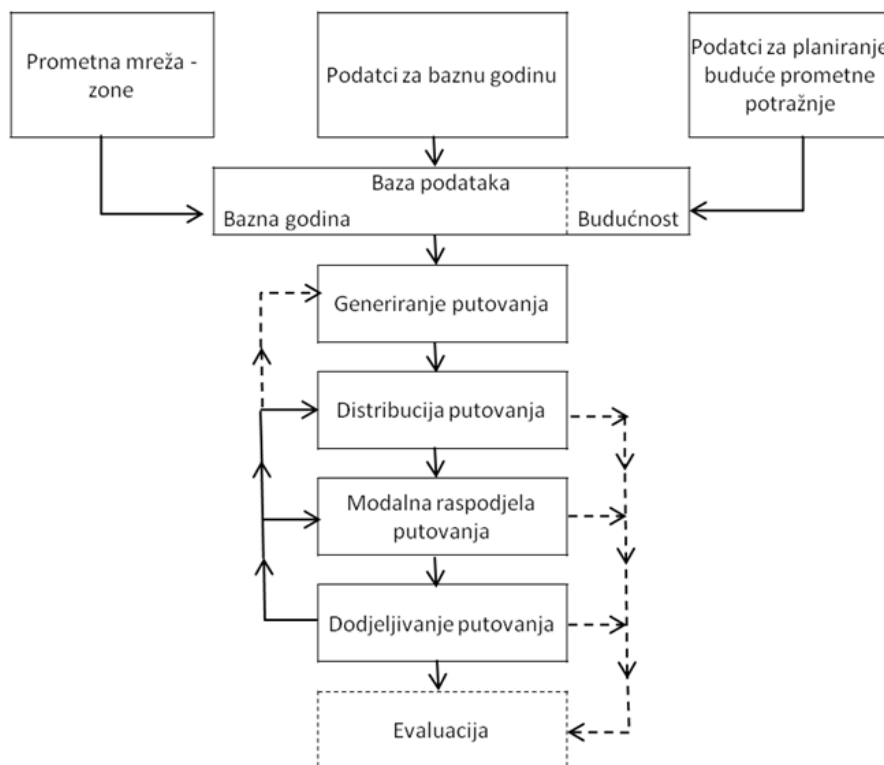 Prometna mreža -
zone
Podatci za baznu godinu
Podatci za planiranje
buduće prometne
potražnje
Baza podataka
Bazna godina
Budućnost
Generiranje putovanja
Distribucija putovanja
Modalna raspodjela
putovanja
Dodjeljivanje putovanja
Evaluacija